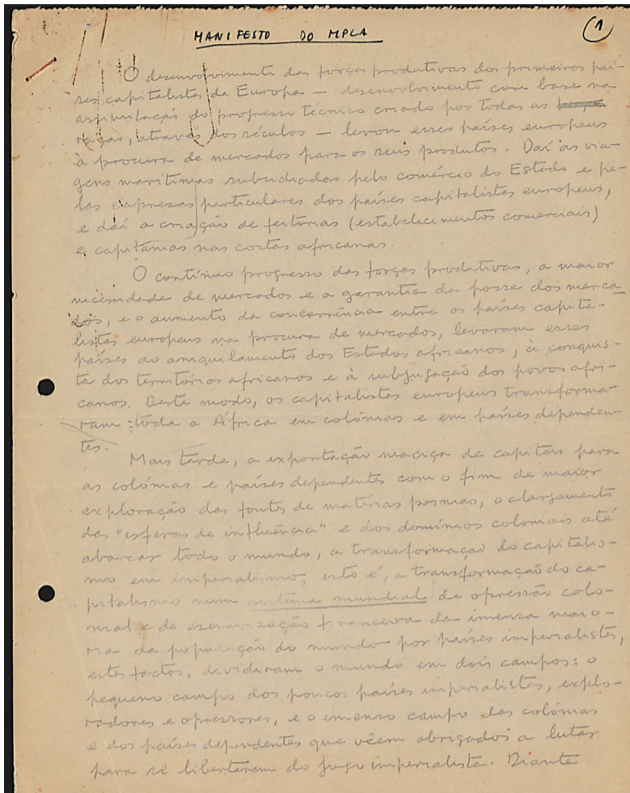 MANIFESTO DO MPLA
1
O desenvolvimento das forças produtivas dos primeiros paí-
ses capitalistas da Europa — desenvolvimento com base na
assimilação do progresso técnico criado por todas as
raças, através dos séculos — levou esses países europeus
à procura de mercados para os seus produtos. Daí as via-
gens marítimas subsidiadas pelo comércio do Estado e pe-
las empresas particulares dos países capitalistas europeus,
e daí a criação de feitorias (estabelecimentos comerciais)
e capitanias nas costas africanas.
O contínuo progresso das forças produtivas, a maior
necessidade de mercados e a garantia da posse dos merca-
dos, e o aumento da concorrência entre os países capita-
listas europeus na procura de mercados, levaram esses
países ao aniquilamento dos Estados africanos, à conquis-
ta dos territórios africanos e à subjugação dos povos afri-
canos. Deste modo, os capitalistas europeus transforma-
ram toda a África em colónias e em países dependen-
tes.
Mais tarde, a exportação maciça de capitais para
as colónias e países dependentes com o fim de maior
exploração das fontes de matérias primas, o alargamento
das "esferas de influência" e dos domínios coloniais até
abarcar todo o mundo, a transformação do capitalis-
mo em imperialismo, isto é, a transformação do ca-
pitalismo num sistema mundial de opressão colo-
nial e da escravização financeira da imensa maio-
ria da população do mundo por países imperialistas,
estes factos, dividiram o mundo em dois campos: o
pequeno campo dos poucos países imperialistas, explo-
radores e opressores, e o imenso campo das colónias
e dos países dependentes que vêem obrigados a lutar
para se libertarem do jugo imperialista. Diante